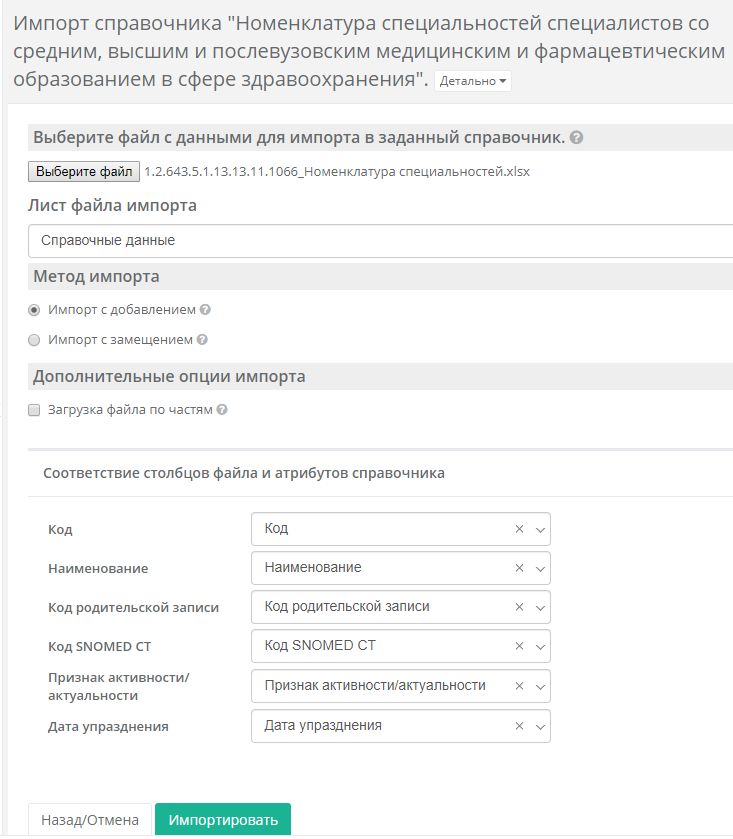 Импорт справочника "Номенклатура специальностей специалистов со
средним, высшим и послевузовским медицинским и фармацевтическим
образованием в сфере здравоохранения". Детально
Выберите файл с данными для импорта в заданный справочник. ?
Выберите файл 1.2.643.5.1.13.13.11.1066_Номенклатура специальностей.xlsx
Лист файла импорта
Справочные данные
Метод импорта
Импорт с добавлением ?
Импорт с замещением ?
Дополнительные опции импорта
Загрузка файла по частям ?
Соответствие столбцов файла и атрибутов справочника
Код Код ×
Наименование Наименование ×
Код родительской записи Код родительской записи ×
Код SNOMED CT Код SNOMED CT ×
Признак активности/
актуальности Признак активности/актуальности ×
Дата упразднения Дата упразднения ×
Назад/Отмена Импортировать